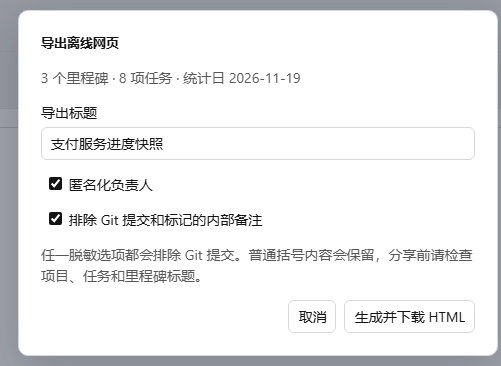 导出离线网页
3 个里程碑 · 8 项任务 · 统计日 2026-11-19
导出标题
支付服务进度快照
匿名化负责人
排除 Git 提交和标记的内部备注
任一脱敏选项都会排除 Git 提交。普通括号内容会保留，分享前请检查
项目、任务和里程碑标题。
取消
生成并下载 HTML